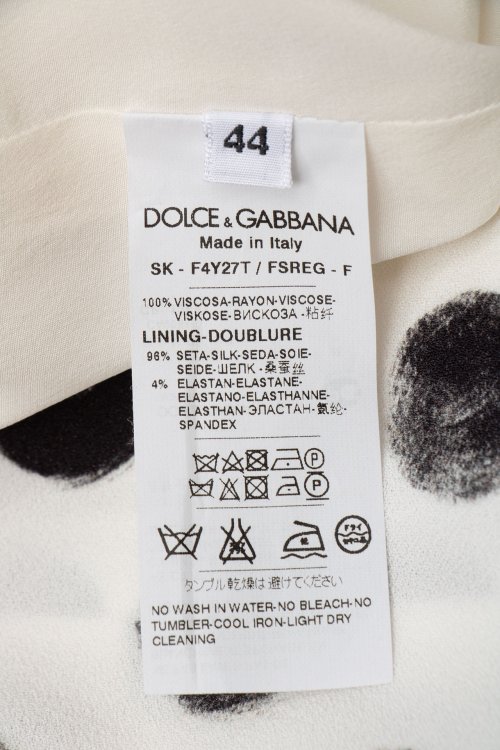 44
DOLCE & GABBANA
Made in Italy
SK - F4Y27T / FSREG - F
100% VISCOSA-RAYON-VISCOSE-
VISKOSE-ВИСКОЗА-粘纤
LINING-DOUBLURE
96% SETA-SILK-SEDA-SOIE-
SEIDE-ШЕЛК-桑蚕丝
4% ELASTAN-ELASTANE-
ELASTANO-ELASTHANNE-
ELASTHAN-ЭЛАСТАН-氨纶-
SPANDEX
P
P
ドライ
タンブル乾燥は避けてください
NO WASH IN WATER-NO BLEACH-NO
TUMBLER-COOL IRON-LIGHT DRY
CLEANING